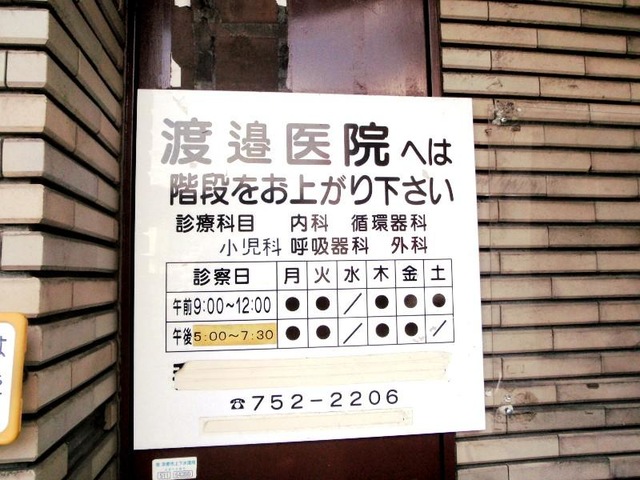 渡邉医院へは
階段をお上がり下さい
診療科目 内科 循環器科
小児科 呼吸器科 外科
診察日 月 火 水 木 金 土
午前9:00～12:00 ● ● ／ ● ● ●
午後5:00～7:30 ● ● ／ ● ● ／
☎752-2206